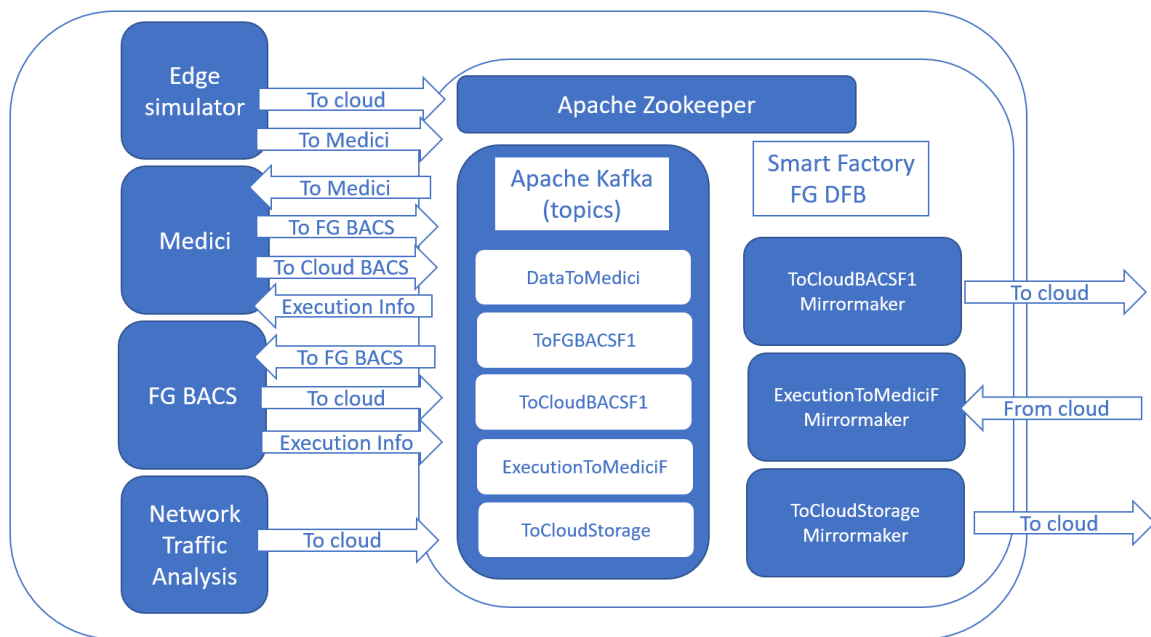 Edge
simulator
To cloud
To Medici
Medici
To Medici
To FG BACS
To Cloud BACS
Execution Info
FG BACS
To FG BACS
To cloud
Execution Info
Network
Traffic
Analysis
To cloud
Apache Zookeeper
Apache Kafka
(topics)
DataToMedici
ToFGBACSF1
ToCloudBACSF1
ExecutionToMediciF
ToCloudStorage
Smart Factory
FG DFB
ToCloudBACSF1
Mirrormaker
To cloud
ExecutionToMediciF
Mirrormaker
From cloud
ToCloudStorage
Mirrormaker
To cloud